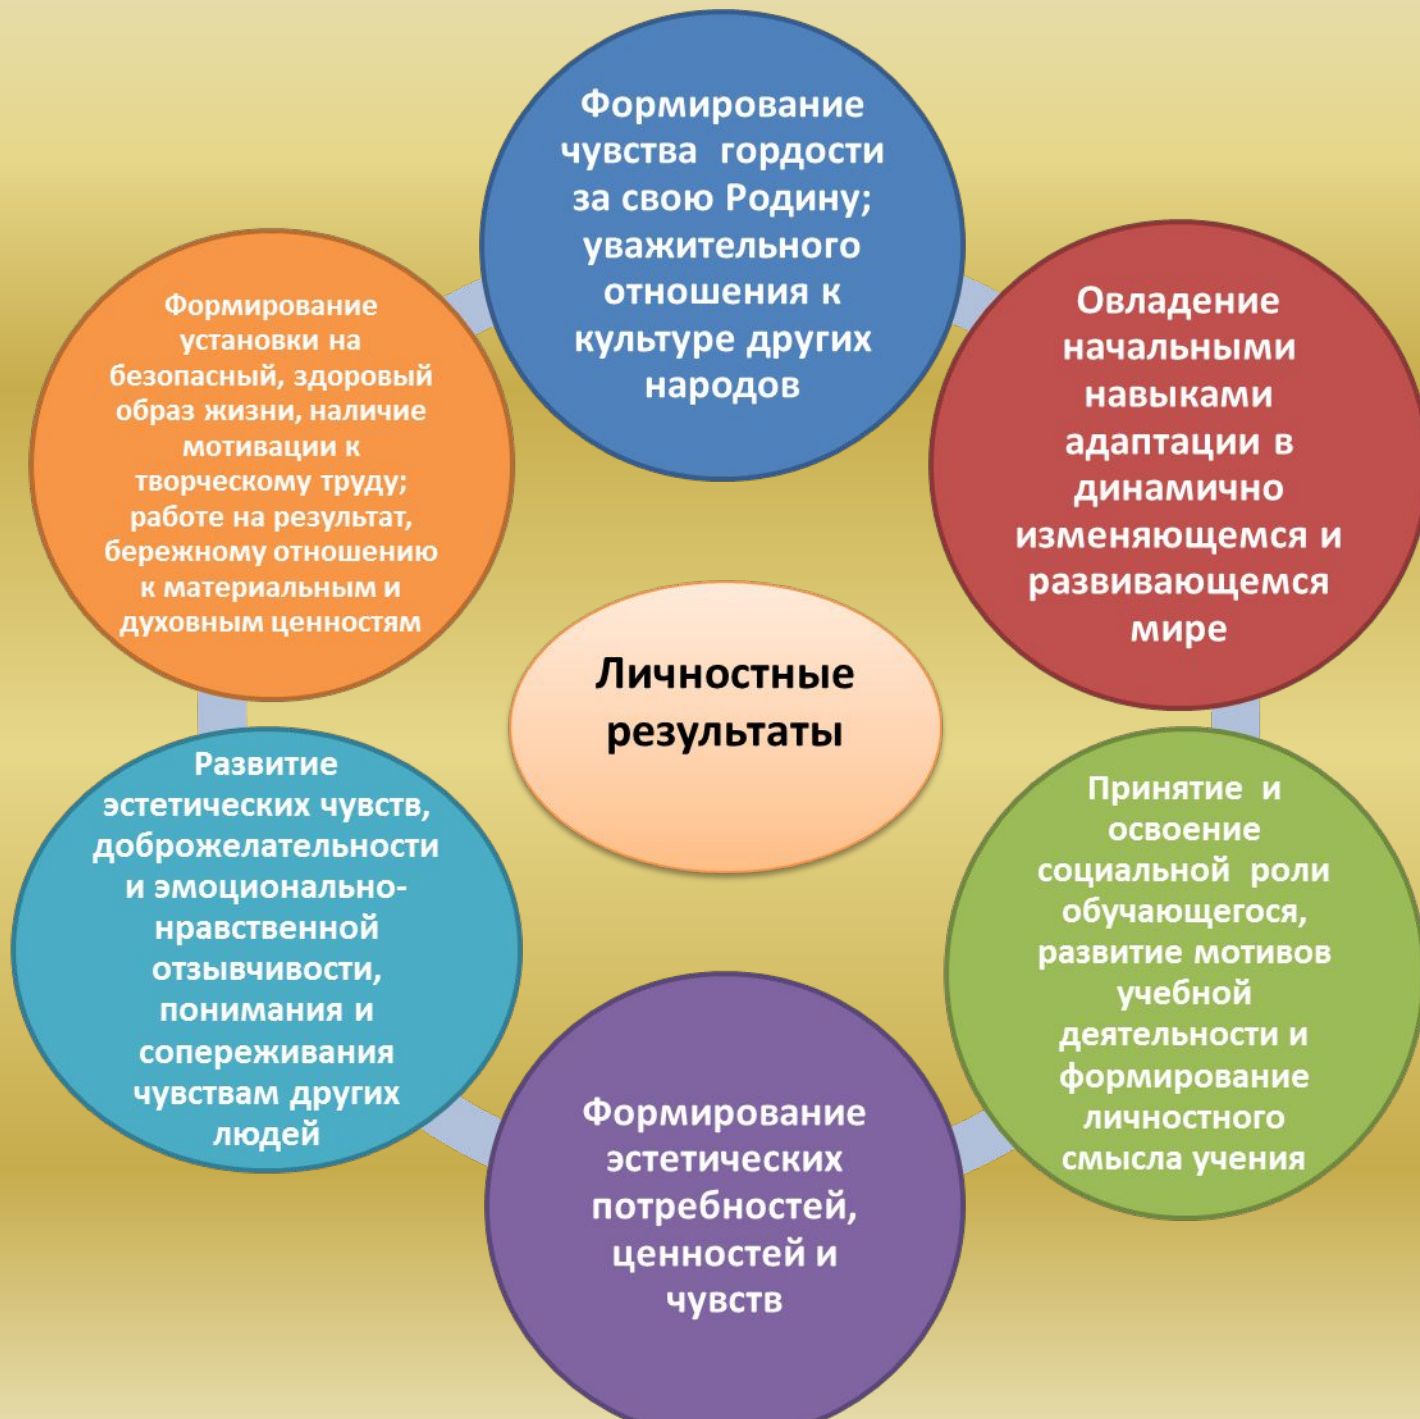 Формирование
чувства гордости
за свою Родину;
уважительного
отношения к
культуре других
народов
Овладение
начальными
навыками
адаптации в
динамично
изменяющемся и
развивающемся
мире
Принятие и
освоение
социальной роли
обучающегося,
развитие мотивов
учебной
деятельности и
формирование
личностного
смысла учения
Формирование
эстетических
потребностей,
ценностей и
чувств
Развитие
эстетических чувств,
доброжелательности
и эмоционально-
нравственной
отзывчивости,
понимания и
сопереживания
чувствам других
людей
Формирование
установки на
безопасный, здоровый
образ жизни, наличие
мотивации к
творческому труду;
работе на результат,
бережному отношению
к материальным и
духовным ценностям
Личностные
результаты